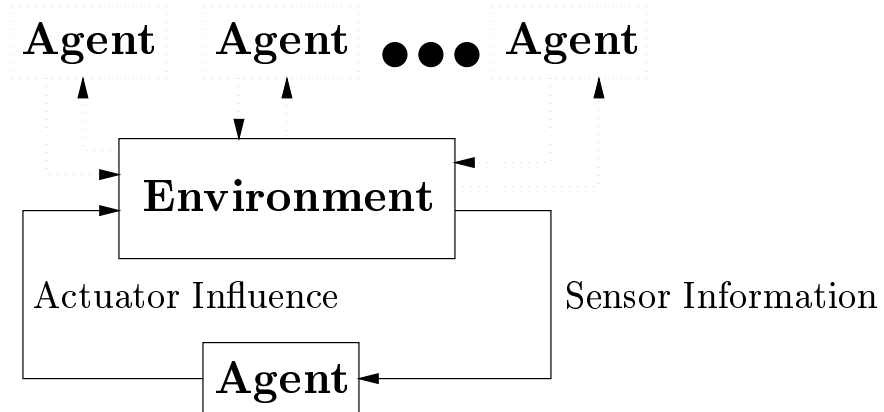 Agent Agent Agent
Environment
Actuator Influence Sensor Information
Agent